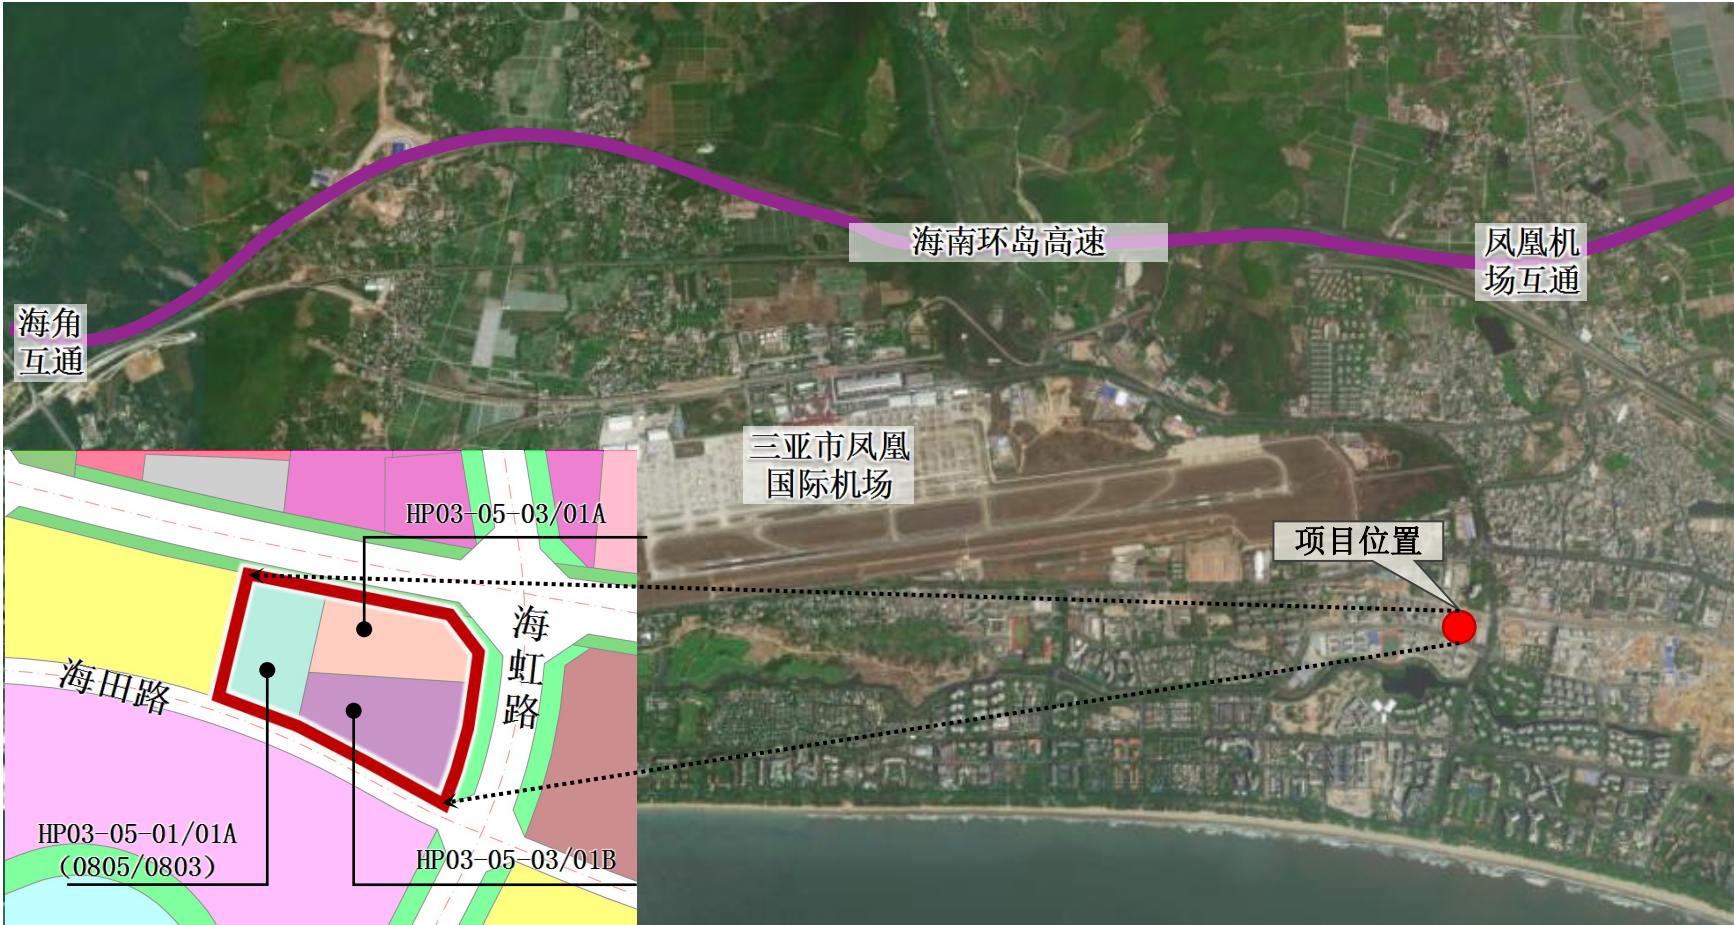 海南环岛高速
凤凰机
场互通
海角
互通
三亚市凤凰
国际机场
项目位置
HP03-05-03/01A
海虹路
海田路
HP03-05-01/01A
（0805/0803）
HP03-05-03/01B